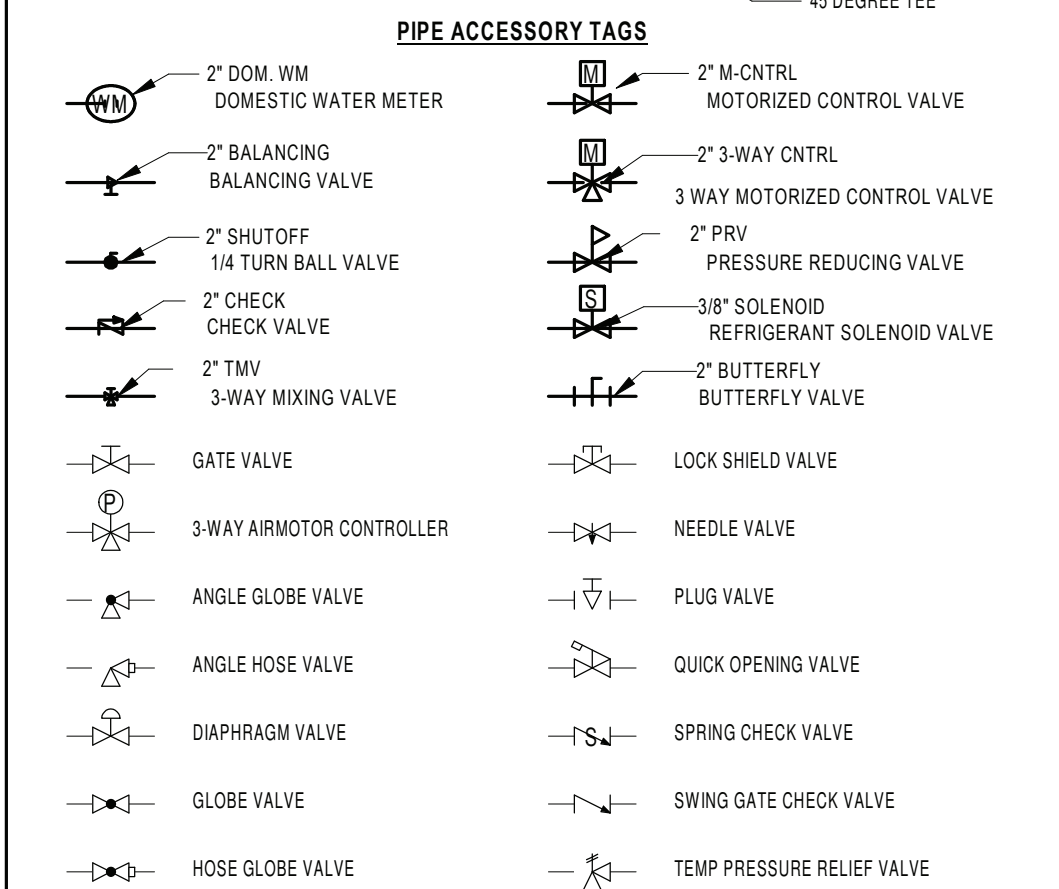 45 DEGREE TEE
PIPE ACCESSORY TAGS
WM
2" DOM. WM
DOMESTIC WATER METER
M
2" M-CNTRL
MOTORIZED CONTROL VALVE
2" BALANCING
BALANCING VALVE
M
2" 3-WAY CNTRL
3 WAY MOTORIZED CONTROL VALVE
2" SHUTOFF
1/4 TURN BALL VALVE
2" PRV
PRESSURE REDUCING VALVE
2" CHECK
CHECK VALVE
S
3/8" SOLENOID
REFRIGERANT SOLENOID VALVE
2" TMV
3-WAY MIXING VALVE
2" BUTTERFLY
BUTTERFLY VALVE
GATE VALVE
LOCK SHIELD VALVE
P
3-WAY AIRMOTOR CONTROLLER
NEEDLE VALVE
ANGLE GLOBE VALVE
PLUG VALVE
ANGLE HOSE VALVE
QUICK OPENING VALVE
DIAPHRAGM VALVE
S
SPRING CHECK VALVE
GLOBE VALVE
SWING GATE CHECK VALVE
HOSE GLOBE VALVE
TEMP PRESSURE RELIEF VALVE